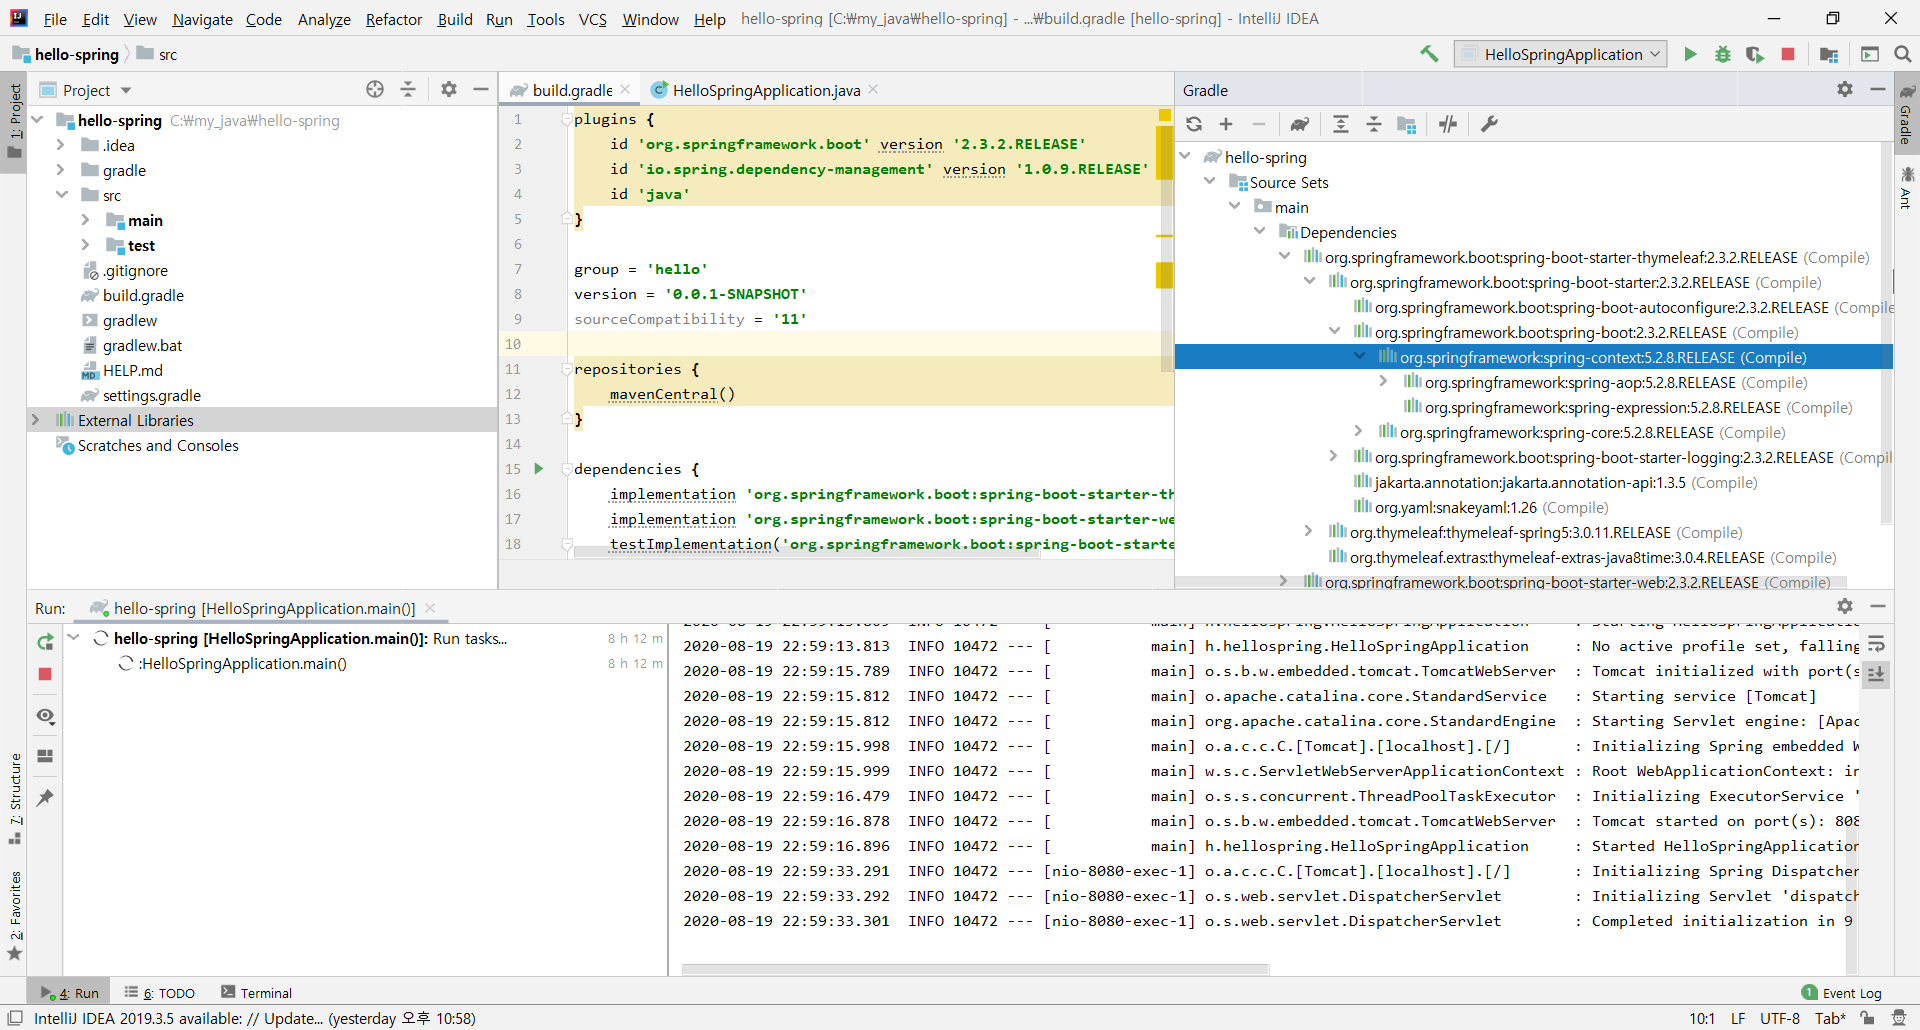 File Edit View Navigate Code Analyze Refactor Build Run Tools VCS Window Help hello-spring [C:₩my_java₩hello-spring] - ...₩build.gradle [hello-spring] - IntelliJ IDEA
hello-spring src
HelloSpringApplication
1: Project
7: Structure
2: Favorites
Project
hello-spring C:₩my_java₩hello-spring
.idea
gradle
src
main
test
.gitignore
build.gradle
gradlew
gradlew.bat
HELP.md
settings.gradle
External Libraries
Scratches and Consoles
build.gradle HelloSpringApplication.java
1 plugins {
2 id 'org.springframework.boot' version '2.3.2.RELEASE'
3 id 'io.spring.dependency-management' version '1.0.9.RELEASE'
4 id 'java'
5 }
6
7 group = 'hello'
8 version = '0.0.1-SNAPSHOT'
9 sourceCompatibility = '11'
10
11 repositories {
12 mavenCentral()
13 }
14
15 dependencies {
16 implementation 'org.springframework.boot:spring-boot-starter-th
17 implementation 'org.springframework.boot:spring-boot-starter-we
18 testImplementation('org.springframework.boot:spring-boot-starte
Gradle
hello-spring
Source Sets
main
Dependencies
org.springframework.boot:spring-boot-starter-thymeleaf:2.3.2.RELEASE (Compile)
org.springframework.boot:spring-boot-starter:2.3.2.RELEASE (Compile)
org.springframework.boot:spring-boot-autoconfigure:2.3.2.RELEASE (Compile
org.springframework.boot:spring-boot:2.3.2.RELEASE (Compile)
org.springframework:spring-context:5.2.8.RELEASE (Compile)
org.springframework:spring-aop:5.2.8.RELEASE (Compile)
org.springframework:spring-expression:5.2.8.RELEASE (Compile)
org.springframework:spring-core:5.2.8.RELEASE (Compile)
org.springframework.boot:spring-boot-starter-logging:2.3.2.RELEASE (Compil
jakarta.annotation:jakarta.annotation-api:1.3.5 (Compile)
org.yaml:snakeyaml:1.26 (Compile)
org.thymeleaf:thymeleaf-spring5:3.0.11.RELEASE (Compile)
org.thymeleaf.extras:thymeleaf-extras-java8time:3.0.4.RELEASE (Compile)
org.springframework.boot:spring-boot-starter-web:2.3.2.RELEASE (Compile)
Gradle
Ant
Run: hello-spring [HelloSpringApplication.main()]
hello-spring [HelloSpringApplication.main()]: Run tasks... 8 h 12 m
:HelloSpringApplication.main() 8 h 12 m
2020-08-19 22:59:13.813 INFO 10472 --- [ main] h.hellospring.HelloSpringApplication : No active profile set, falling
2020-08-19 22:59:15.789 INFO 10472 --- [ main] o.s.b.w.embedded.tomcat.TomcatWebServer : Tomcat initialized with port(s
2020-08-19 22:59:15.812 INFO 10472 --- [ main] o.apache.catalina.core.StandardService : Starting service [Tomcat]
2020-08-19 22:59:15.812 INFO 10472 --- [ main] org.apache.catalina.core.StandardEngine : Starting Servlet engine: [Apac
2020-08-19 22:59:15.998 INFO 10472 --- [ main] o.a.c.c.C.[Tomcat].[localhost].[/] : Initializing Spring embedded W
2020-08-19 22:59:15.999 INFO 10472 --- [ main] w.s.c.ServletWebServerApplicationContext : Root WebApplicationContext: in
2020-08-19 22:59:16.479 INFO 10472 --- [ main] o.s.s.concurrent.ThreadPoolTaskExecutor : Initializing ExecutorService '
2020-08-19 22:59:16.878 INFO 10472 --- [ main] o.s.b.w.embedded.tomcat.TomcatWebServer : Tomcat started on port(s): 808
2020-08-19 22:59:16.896 INFO 10472 --- [ main] h.hellospring.HelloSpringApplication : Started HelloSpringApplication
2020-08-19 22:59:33.291 INFO 10472 --- [nio-8080-exec-1] o.a.c.c.C.[Tomcat].[localhost].[/] : Initializing Spring Dispatcher
2020-08-19 22:59:33.292 INFO 10472 --- [nio-8080-exec-1] o.s.web.servlet.DispatcherServlet : Initializing Servlet 'dispatch
2020-08-19 22:59:33.301 INFO 10472 --- [nio-8080-exec-1] o.s.web.servlet.DispatcherServlet : Completed initialization in 9
4: Run 6: TODO Terminal 1 Event Log
IntelliJ IDEA 2019.3.5 available: // Update... (yesterday 오후 10:58) 10:1 LF UTF-8 Tab*